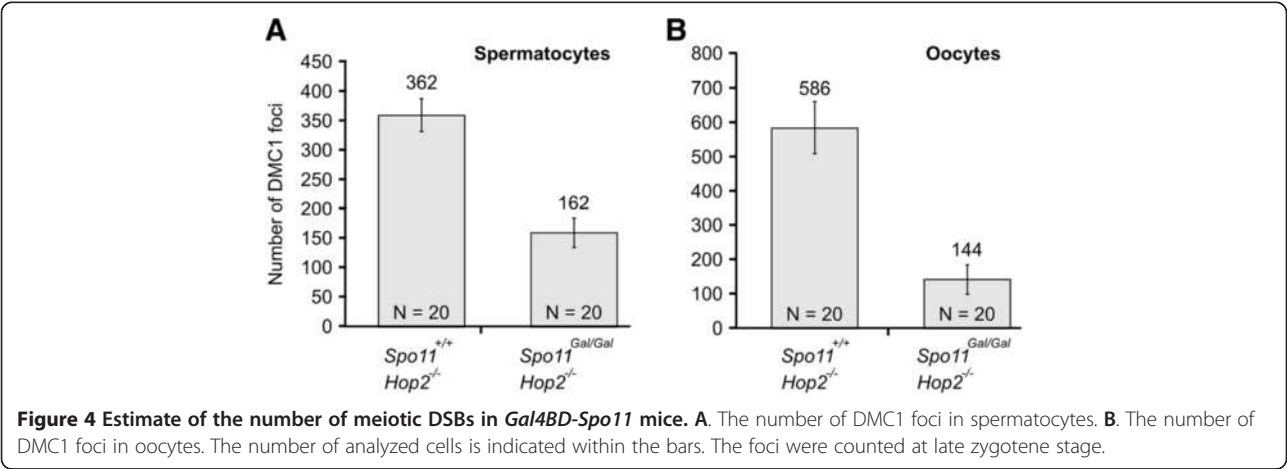 A
Spermatocytes
Number of DMC1 foci
450
400
350
300
250
200
150
100
50
0
362
162
N = 20
N = 20
Spo11+/+
Hop2-/-
Spo11Gal/Gal
Hop2-/-
B
Oocytes
800
700
600
500
400
300
200
100
0
586
144
N = 20
N = 20
Spo11+/+
Hop2-/-
Spo11Gal/Gal
Hop2-/-
Figure 4 Estimate of the number of meiotic DSBs in Gal4BD-Spo11 mice. A. The number of DMC1 foci in spermatocytes. B. The number of
DMC1 foci in oocytes. The number of analyzed cells is indicated within the bars. The foci were counted at late zygotene stage.